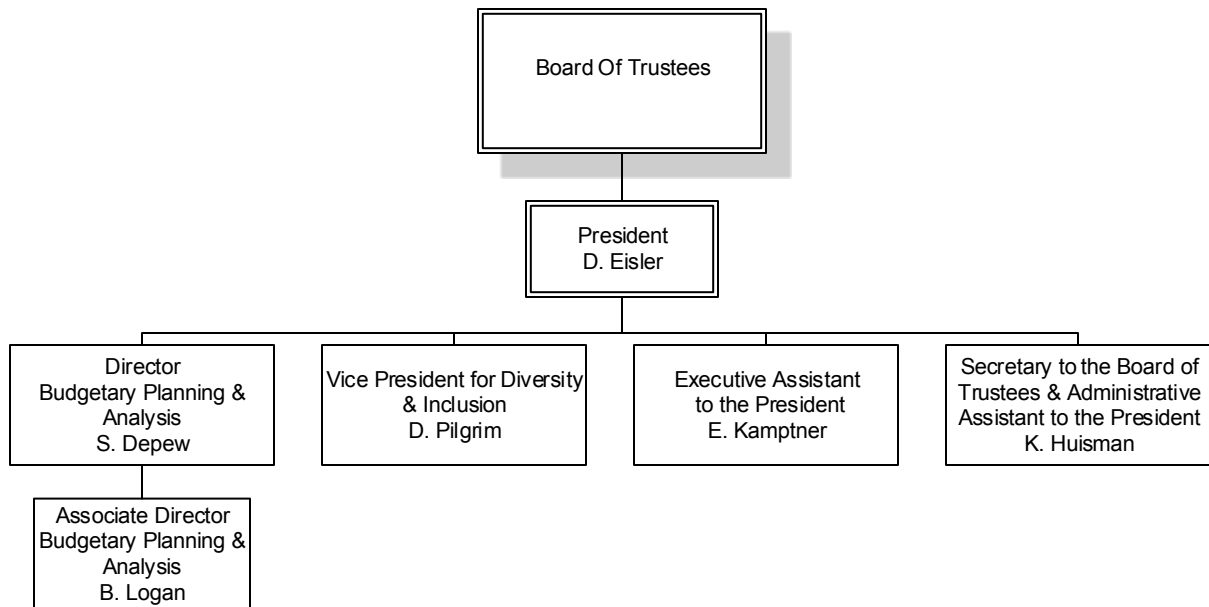 Board Of Trustees
President
D. Eisler
Director
Budgetary Planning &
Analysis
S. Depew
Vice President for Diversity
& Inclusion
D. Pilgrim
Executive Assistant
to the President
E. Kamptner
Secretary to the Board of
Trustees & Administrative
Assistant to the President
K. Huisman
Associate Director
Budgetary Planning &
Analysis
B. Logan